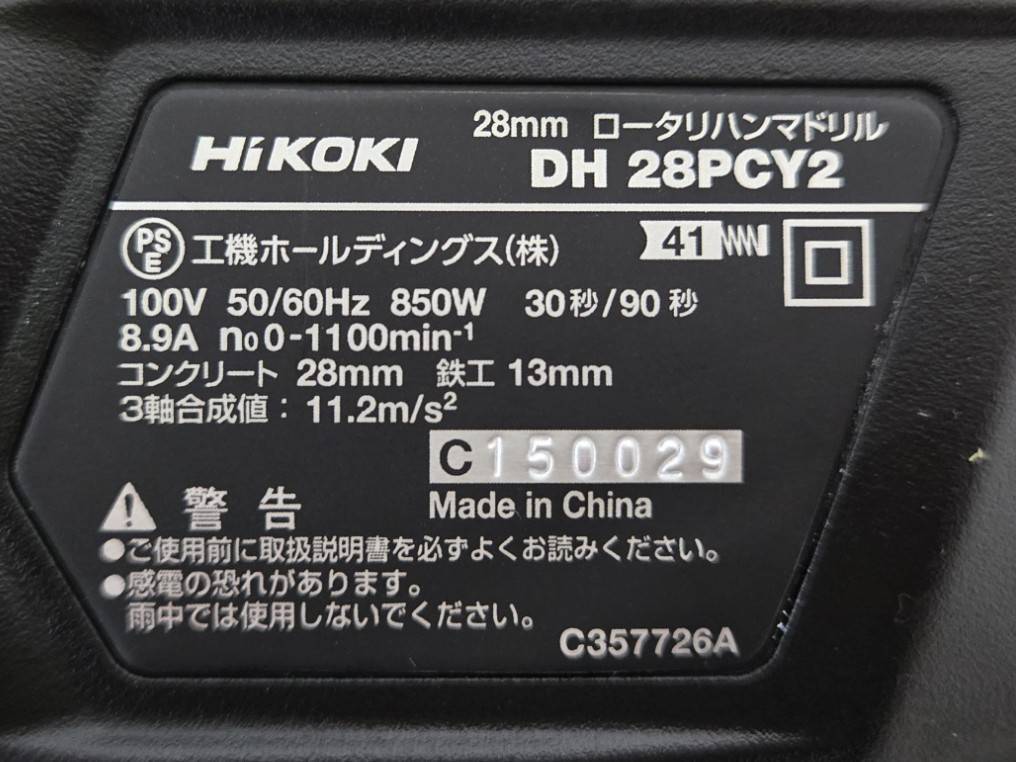 28mm ロータリハンマドリル
HiKOKI DH 28PCY2
PSE 工機ホールディングス(株) 41
100V 50/60Hz 850W 30秒/90秒
8.9A n₀ 0-1100min⁻¹
コンクリート 28mm 鉄工 13mm
3軸合成値：11.2m/s²
C150029
Made in China
警告
●ご使用前に取扱説明書を必ずよくお読みください。
●感電の恐れがあります。
雨中では使用しないでください。
C357726A